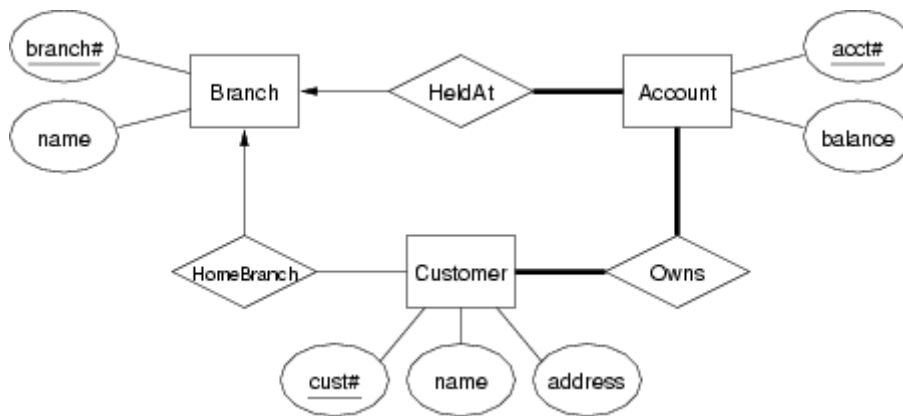 branch#
acct#
Branch
HeldAt
Account
name
balance
HomeBranch
Customer
Owns
cust#
name
address